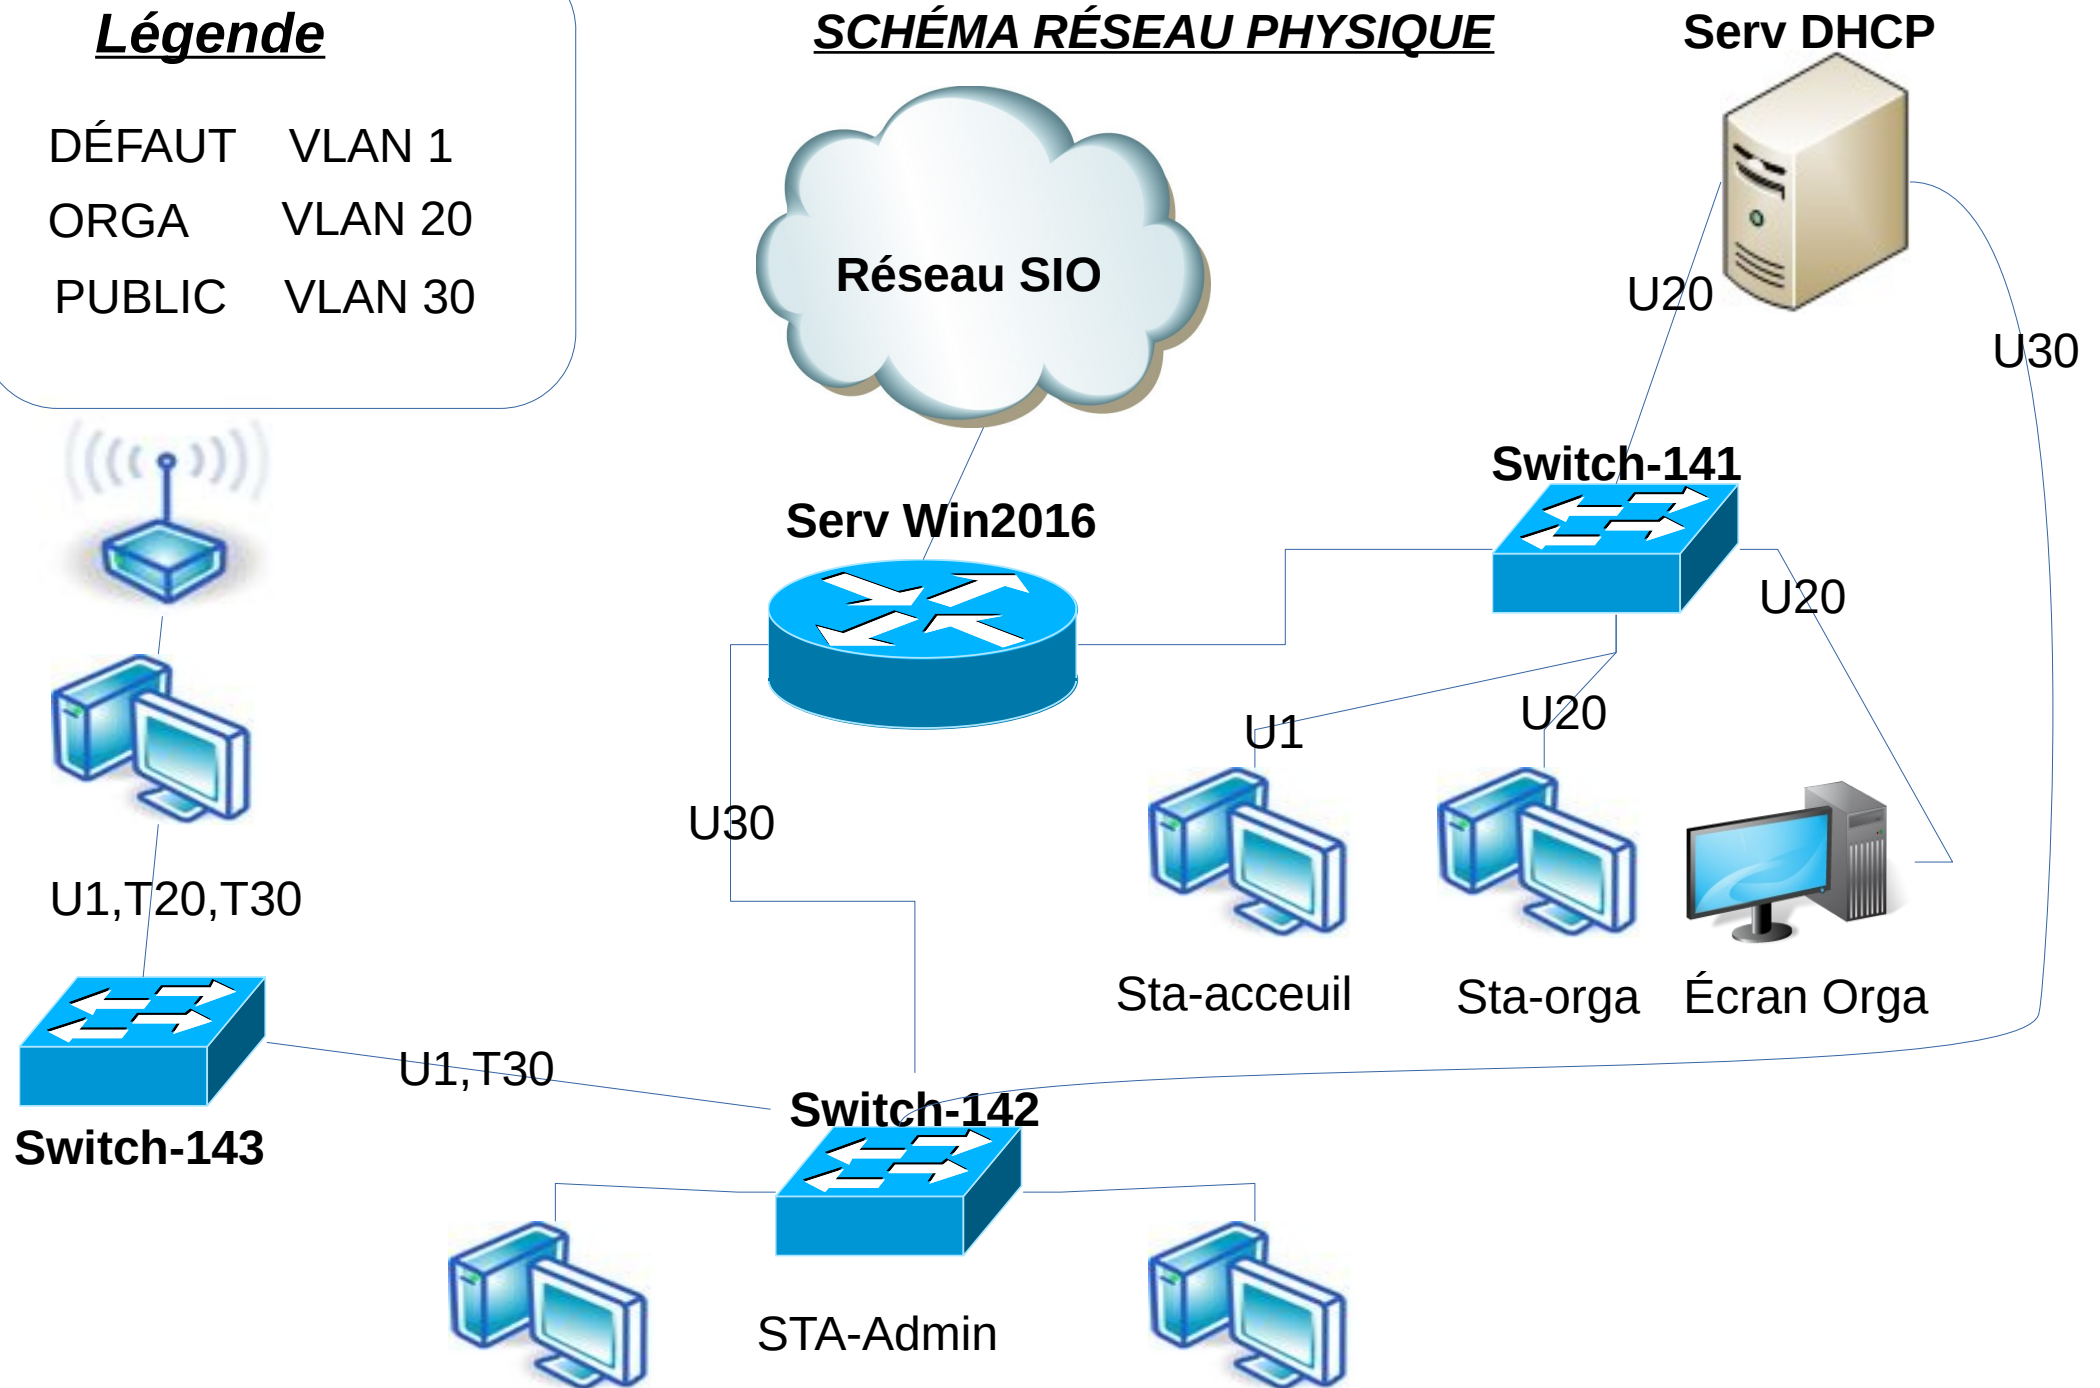 Légende
SCHÉMA RÉSEAU PHYSIQUE
Serv DHCP
DÉFAUT VLAN 1
ORGA VLAN 20
PUBLIC VLAN 30
Réseau SIO
U20
U30
Switch-141
Serv Win2016
U20
U1
U20
U30
U1,T20,T30
Sta-acceuil
Sta-orga
Écran Orga
U1,T30
Switch-142
Switch-143
STA-Admin